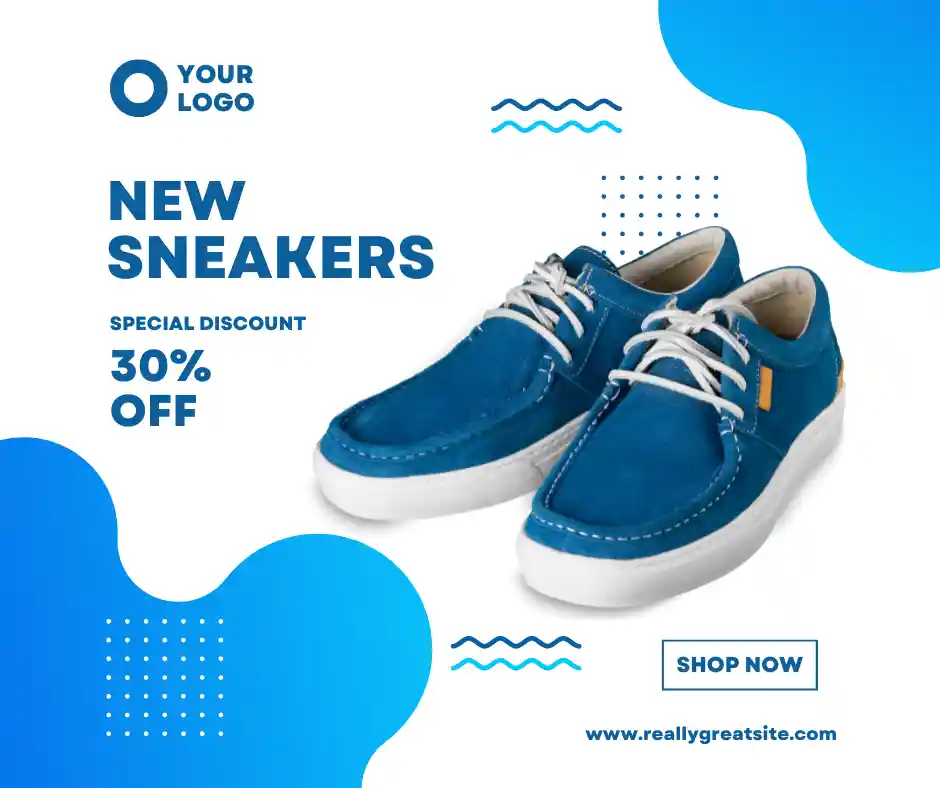 YOUR
LOGO
NEW
SNEAKERS
SPECIAL DISCOUNT
30%
OFF
SHOP NOW
www.reallygreatsite.com